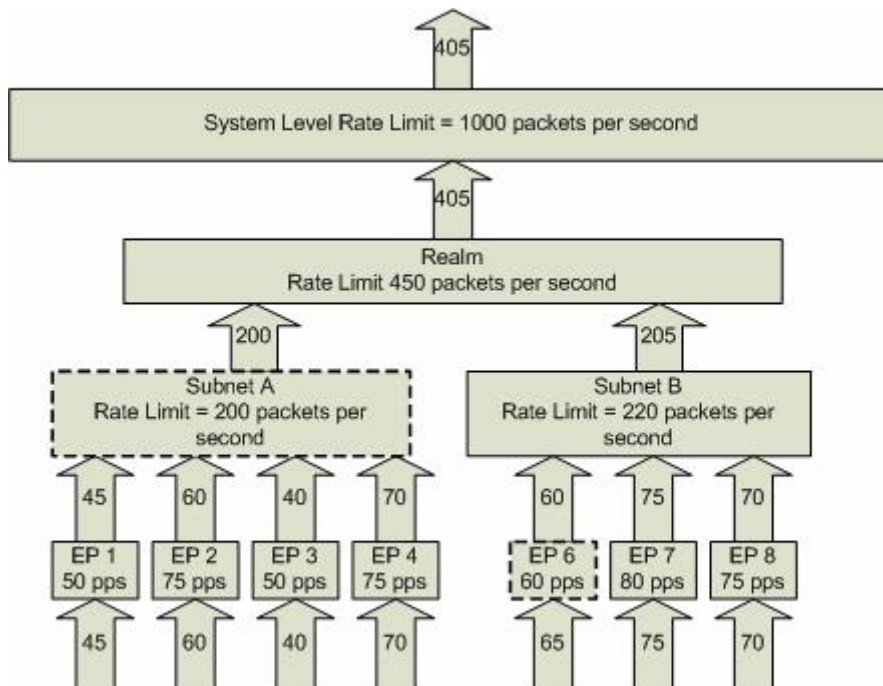 405
System Level Rate Limit = 1000 packets per second
405
Realm
Rate Limit 450 packets per second
200
205
Subnet A
Rate Limit = 200 packets per
second
Subnet B
Rate Limit = 220 packets per
second
45
60
40
70
60
75
70
EP 1
50 pps
EP 2
75 pps
EP 3
50 pps
EP 4
75 pps
EP 6
60 pps
EP 7
80 pps
EP 8
75 pps
45
60
40
70
65
75
70